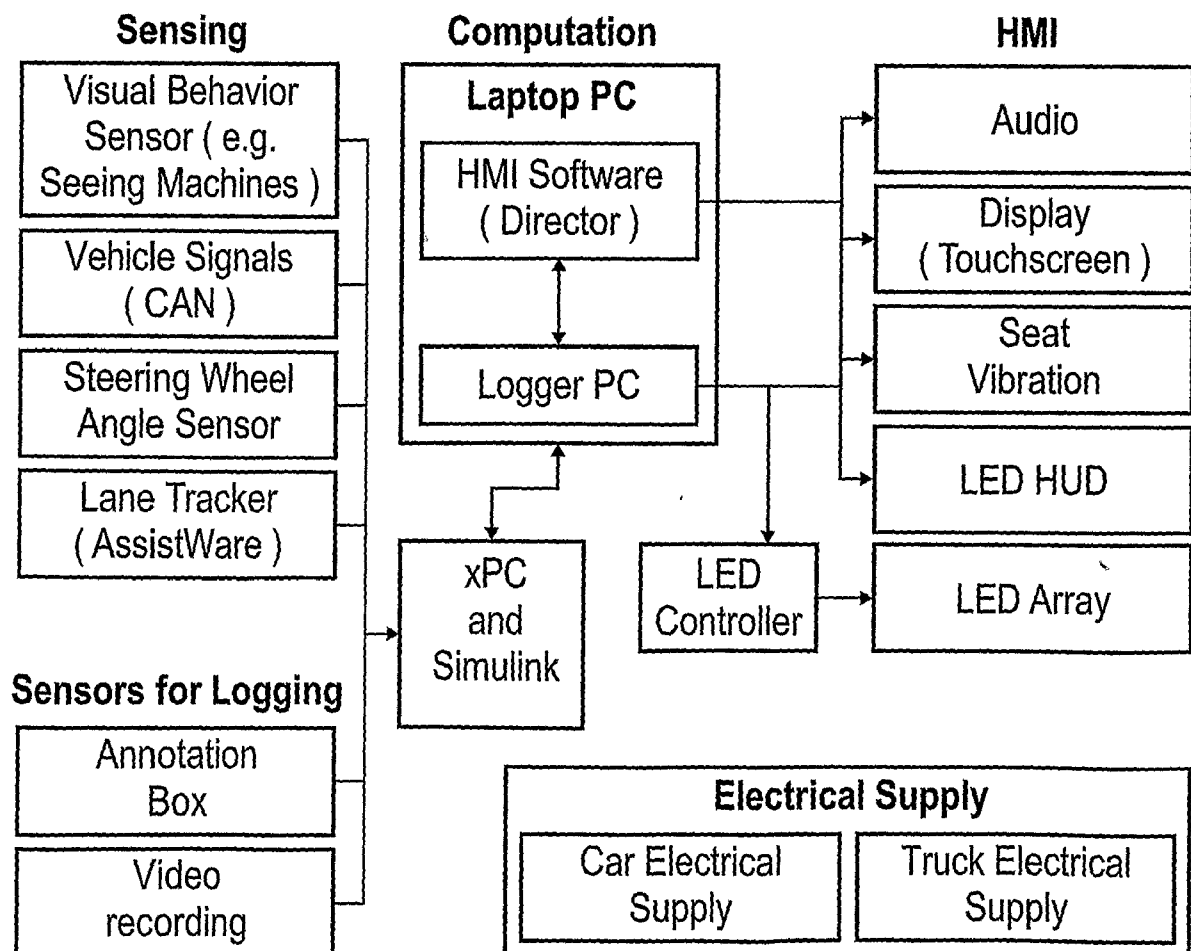 Sensing
Visual Behavior
Sensor ( e.g.
Seeing Machines )
Vehicle Signals
( CAN )
Steering Wheel
Angle Sensor
Lane Tracker
( AssistWare )
Sensors for Logging
Annotation
Box
Video
recording
Computation
Laptop PC
HMI Software
( Director )
Logger PC
xPC
and
Simulink
LED
Controller
HMI
Audio
Display
( Touchscreen )
Seat
Vibration
LED HUD
LED Array
Electrical Supply
Car Electrical
Supply
Truck Electrical
Supply